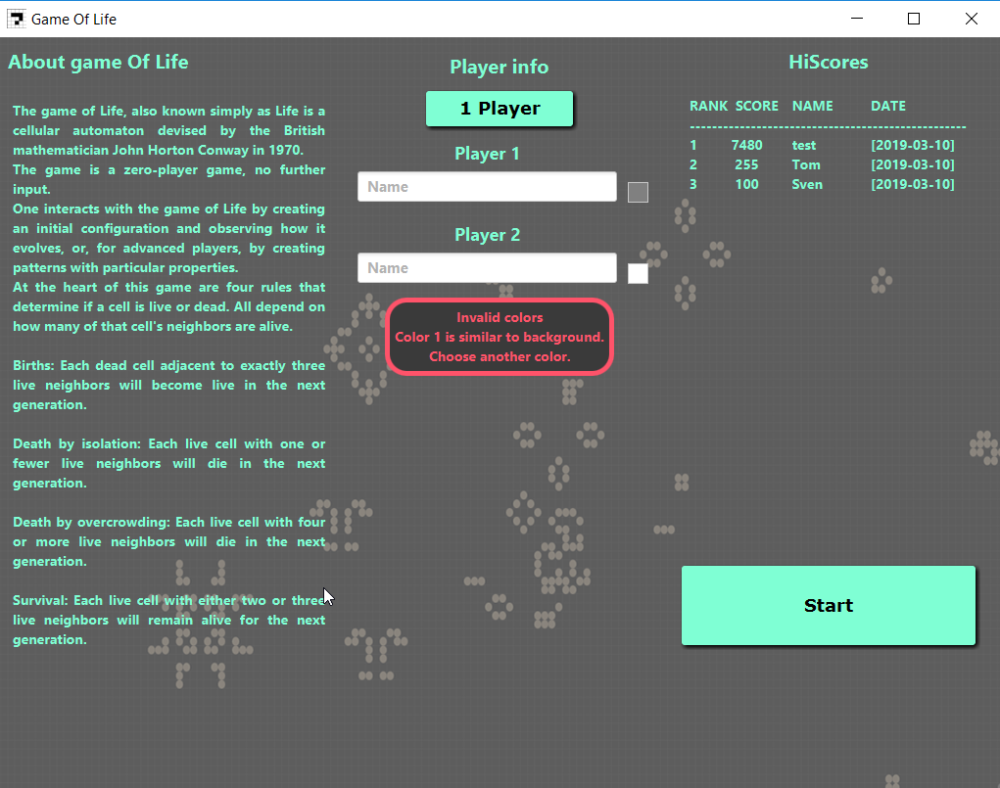 Game Of Life
About game Of Life
The game of Life, also known simply as Life is a
cellular automaton devised by the British
mathematician John Horton Conway in 1970.
The game is a zero-player game, no further
input.
One interacts with the game of Life by creating
an initial configuration and observing how it
evolves, or, for advanced players, by creating
patterns with particular properties.
At the heart of this game are four rules that
determine if a cell is live or dead. All depend on
how many of that cell's neighbors are alive.
Births: Each dead cell adjacent to exactly three
live neighbors will become live in the next
generation.
Death by isolation: Each live cell with one or
fewer live neighbors will die in the next
generation.
Death by overcrowding: Each live cell with four
or more live neighbors will die in the next
generation.
Survival: Each live cell with either two or three
live neighbors will remain alive for the next
generation.
Player info
1 Player
Player 1
Name
Player 2
Name
Invalid colors
Color 1 is similar to background.
Choose another color.
HiScores
RANK SCORE NAME DATE
--------------------------------------------------
1 7480 test [2019-03-10]
2 255 Tom [2019-03-10]
3 100 Sven [2019-03-10]
Start